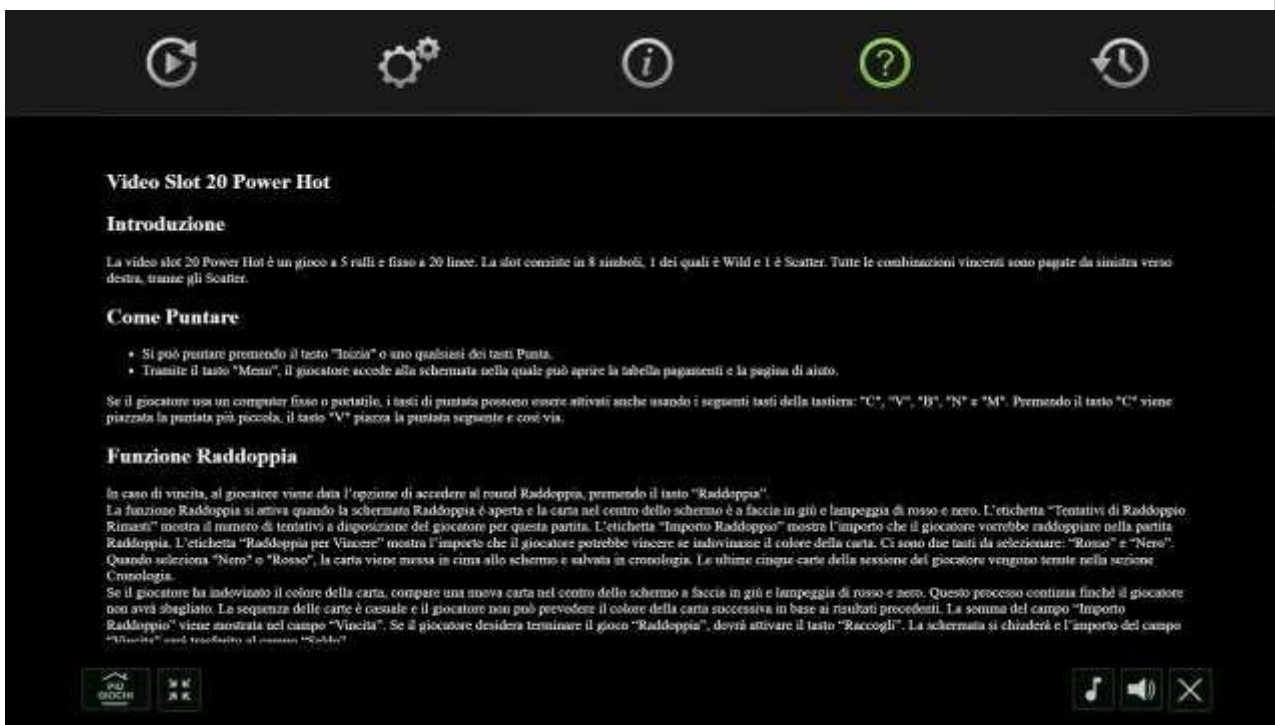 Video Slot 20 Power Hot
Introduzione
La video slot 20 Power Hot è un gioco a 5 rulli e fisso a 20 linee. La slot consiste in 8 simboli, 1 dei quali è Wild e 1 è Scatter. Tutte le combinazioni vincenti sono pagate da sinistra verso
destra, tranne gli Scatter.
Come Puntare
• Si può puntare premendo il tasto "Inizia" o uno qualsiasi dei tasti Punta.
• Tramite il tasto "Menu", il giocatore accede alla schermata nella quale può aprire la tabella pagamenti e la pagina di aiuto.
Se il giocatore usa un computer fisso o portatile, i tasti di puntata possono essere attivati anche usando i seguenti tasti della tastiera: "C", "V", "B", "N" e "M". Premendo il tasto "C" viene
piazzata la puntata più piccola, il tasto "V" piazza la puntata seguente e così via.
Funzione Raddoppia
In caso di vincita, al giocatore viene data l'opzione di accedere al round Raddoppia, premendo il tasto "Raddoppia".
La funzione Raddoppia si attiva quando la schermata Raddoppia è aperta e la carta nel centro dello schermo è a faccia in giù e lampeggia di rosso e nero. L'etichetta "Tentativi di Raddoppio
Rimasti" mostra il numero di tentativi a disposizione del giocatore per questa partita. L'etichetta "Importo Raddoppio" mostra l'importo che il giocatore vorrebbe raddoppiare nella partita
Raddoppia. L'etichetta "Raddoppia per Vincere" mostra l'importo che il giocatore potrebbe vincere se indovinasse il colore della carta. Ci sono due tasti da selezionare: "Rosso" e "Nero".
Quando seleziona "Nero" o "Rosso", la carta viene messa in cima allo schermo e salvata in cronologia. Le ultime cinque carte della sessione del giocatore vengono tenute nella sezione
Cronologia.
Se il giocatore ha indovinato il colore della carta, compare una nuova carta nel centro dello schermo a faccia in giù e lampeggia di rosso e nero. Questo processo continua finché il giocatore
non avrà sbagliato. La sequenza delle carte è casuale e il giocatore non può prevedere il colore della carta successiva in base ai risultati precedenti. La somma del campo "Importo
Raddoppio" viene mostrata nel campo "Vincita". Se il giocatore desidera terminare il gioco "Raddoppia", dovrà attivare il tasto "Raccogli". La schermata si chiuderà e l'importo del campo
"Vincita" sarà trasferito al campo "Saldo"
PIÙ
GIOCHI